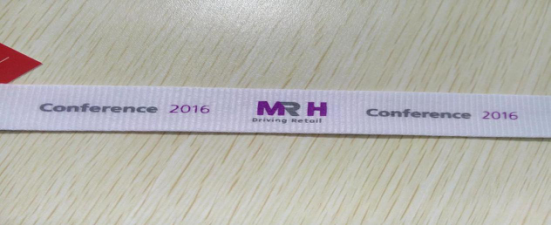 Conference 2016
MRH
Driving Retail
Conference 2016